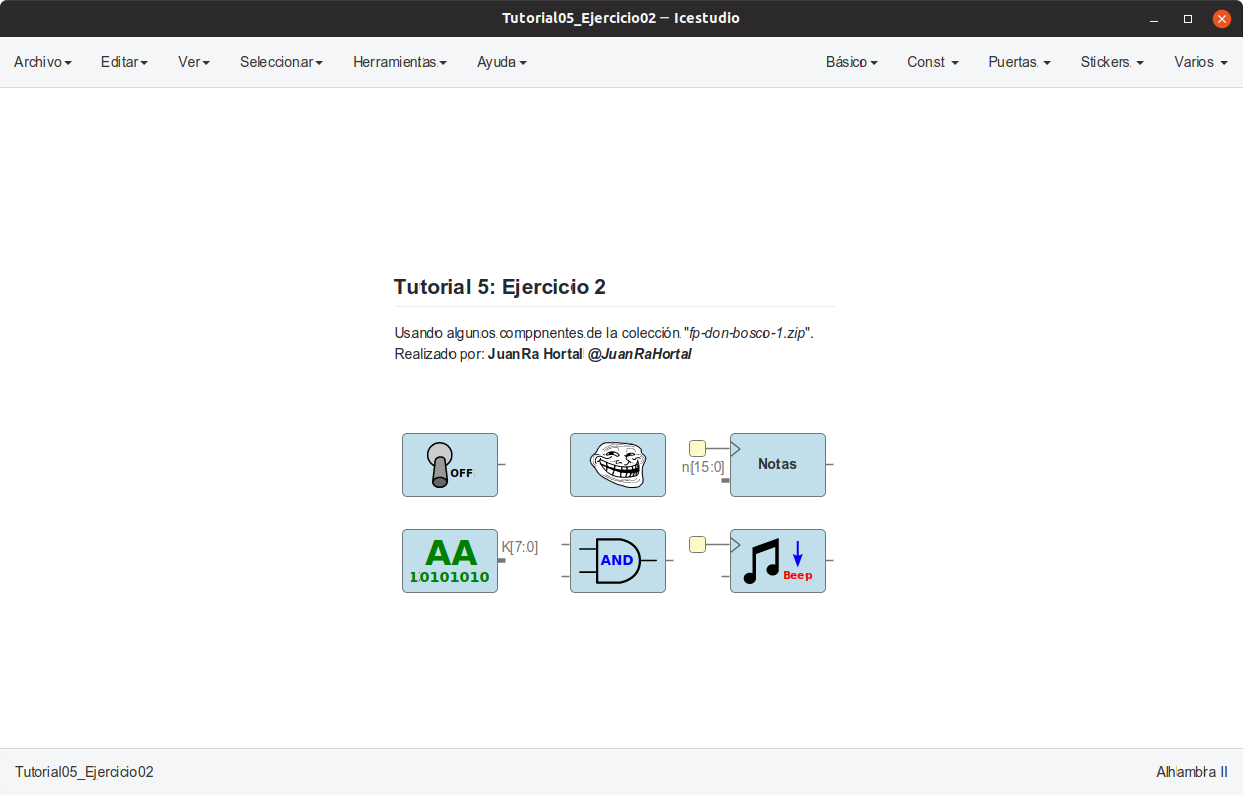 Tutorial05_Ejercicio02 — Icestudio
Archivo Editar Ver Seleccionar Herramientas Ayuda Básico Const Puertas Stickers Varios
Tutorial 5: Ejercicio 2
Usando algunos comppnentes de la colección "fp-don-bosco-1.zip".
Realizado por: JuanRa Hortal @JuanRaHortal
OFF
n[15:0]
Notas
AA
10101010
K[7:0]
AND
Beep
Tutorial05_Ejercicio02
Alhambra II